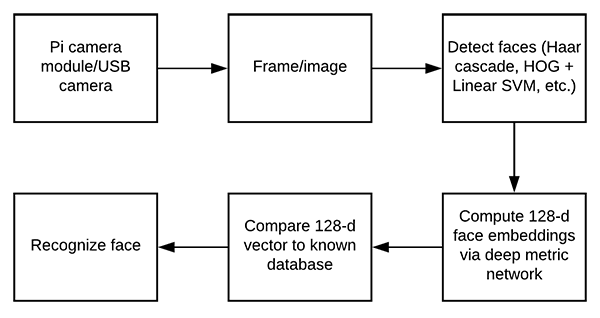 Pi camera
module/USB
camera
Frame/image
Detect faces (Haar
cascade, HOG +
Linear SVM, etc.)
Compute 128-d
face embeddings
via deep metric
network
Compare 128-d
vector to known
database
Recognize face